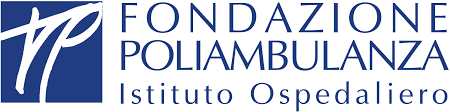 FONDAZIONE
POLIAMBULANZA
Istituto Ospedaliero